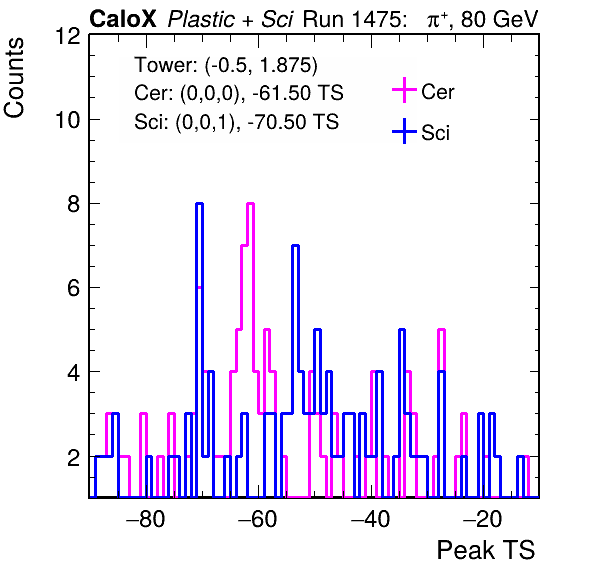 CaloX Plastic + Sci Run 1475: π⁺, 80 GeV
Counts
12
10
8
6
4
2
Tower: (-0.5, 1.875)
Cer: (0,0,0), -61.50 TS
Sci: (0,0,1), -70.50 TS
Cer
Sci
−80 −60 −40 −20
Peak TS